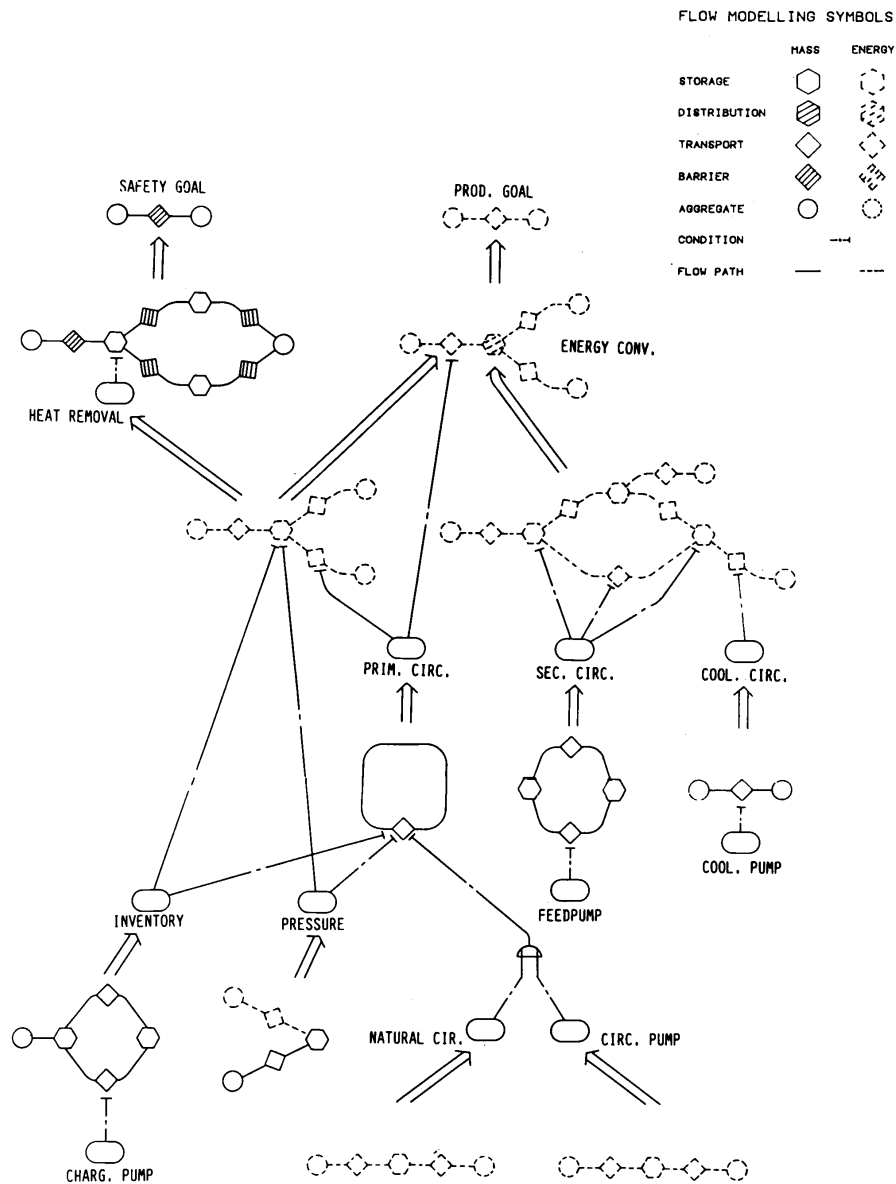 FLOW MODELLING SYMBOLS
MASS ENERGY
STORAGE
DISTRIBUTION
TRANSPORT
BARRIER
AGGREGATE
CONDITION
FLOW PATH
SAFETY GOAL
PROD. GOAL
ENERGY CONV.
HEAT REMOVAL
PRIM. CIRC.
SEC. CIRC.
COOL. CIRC.
COOL. PUMP
FEEDPUMP
INVENTORY
PRESSURE
NATURAL CIR.
CIRC. PUMP
CHARG. PUMP